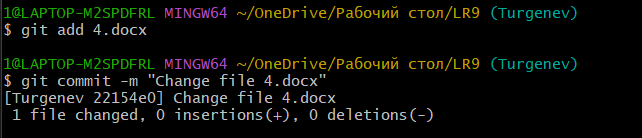 1@LAPTOP-M2SPDFRL MINGW64 ~/OneDrive/Рабочий стол/LR9 (Turgenev)
$ git add 4.docx
1@LAPTOP-M2SPDFRL MINGW64 ~/OneDrive/Рабочий стол/LR9 (Turgenev)
$ git commit -m "Change file 4.docx"
[Turgenev 22154e0] Change file 4.docx
 1 file changed, 0 insertions(+), 0 deletions(-)